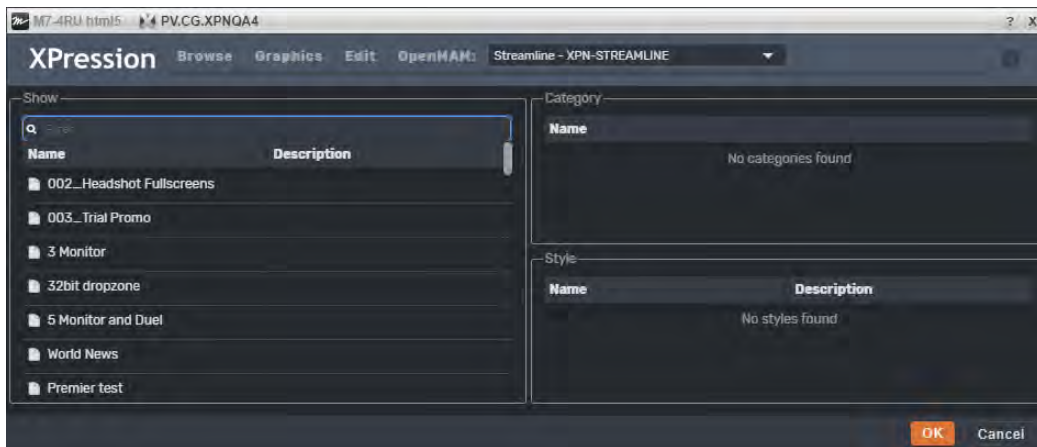 M7-4RU html5 PV.CG.XPNQA4 ? X
XPression Browse Graphics Edit OpenMAM: Streamline - XPN-STREAMLINE
Show
Name Description
002_Headshot Fullscreens
003_Trial Promo
3 Monitor
32bit dropzone
5 Monitor and Duel
World News
Premier test
Category
Name
No categories found
Style
Name Description
No styles found
OK Cancel